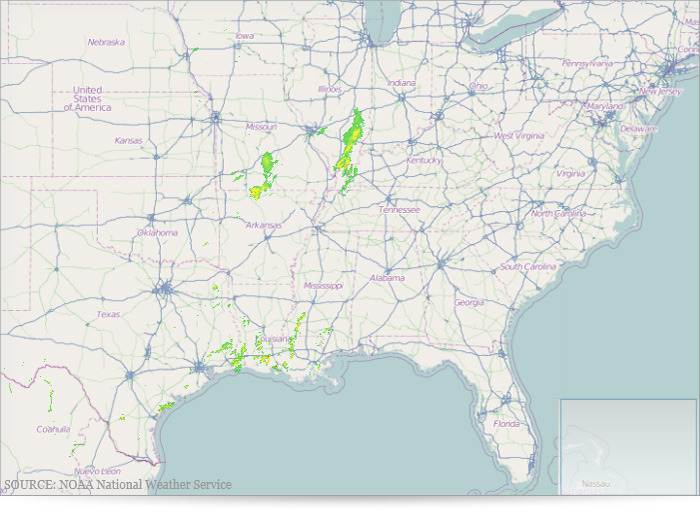 Iowa
Nebraska
Pennsylvania
Indiana
Ohio
Illinois
United
States
of America
New Jersey
Maryland
Missouri
Delaware
West Virginia
Kansas
Kentucky
Virginia
Tennessee
North Carolina
Arkansas
Oklahoma
South Carolina
Alabama
Mississippi
Georgia
Texas
Louisiana
Florida
Coahuila
Nuevo León
SOURCE: NOAA National Weather Service
Nassau